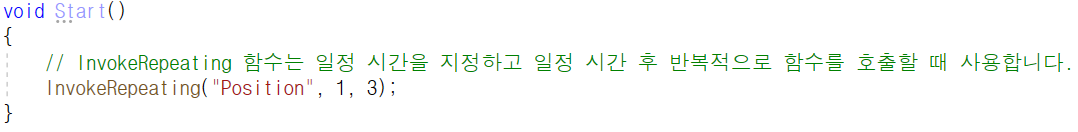 void Start()
{
// InvokeRepeating 함수는 일정 시간을 지정하고 일정 시간 후 반복적으로 함수를 호출할 때 사용합니다.
InvokeRepeating("Position", 1, 3);
}